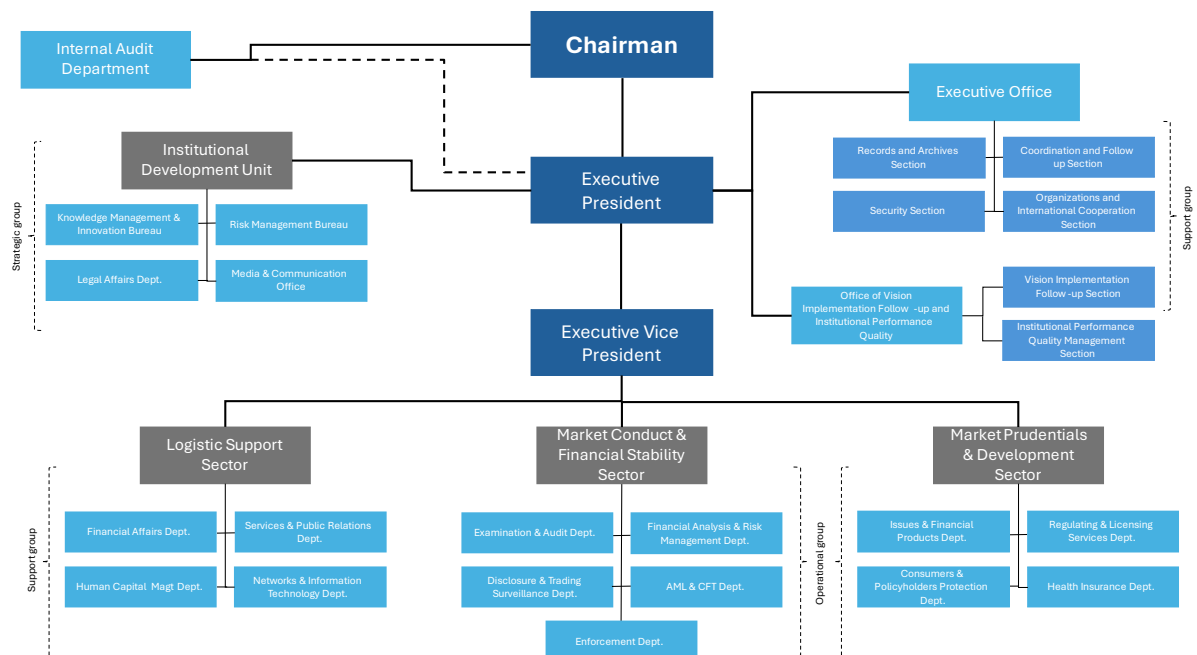 Chairman
Internal Audit
Department
Executive Office
Records and Archives
Section
Coordination and Follow
up Section
Security Section
Organizations and
International Cooperation
Section
Support group
Institutional
Development Unit
Executive
President
Strategic group
Knowledge Management &
Innovation Bureau
Risk Management Bureau
Legal Affairs Dept.
Media & Communication
Office
Office of Vision
Implementation Follow -up and
Institutional Performance
Quality
Vision Implementation
Follow -up Section
Institutional Performance
Quality Management
Section
Executive Vice
President
Logistic Support
Sector
Market Conduct &
Financial Stability
Sector
Market Prudentials
& Development
Sector
Support group
Financial Affairs Dept.
Services & Public Relations
Dept.
Human Capital Magt Dept.
Networks & Information
Technology Dept.
Examination & Audit Dept.
Financial Analysis & Risk
Management Dept.
Disclosure & Trading
Surveillance Dept.
AML & CFT Dept.
Enforcement Dept.
Operational group
Issues & Financial
Products Dept.
Regulating & Licensing
Services Dept.
Consumers &
Policyholders Protection
Dept.
Health Insurance Dept.